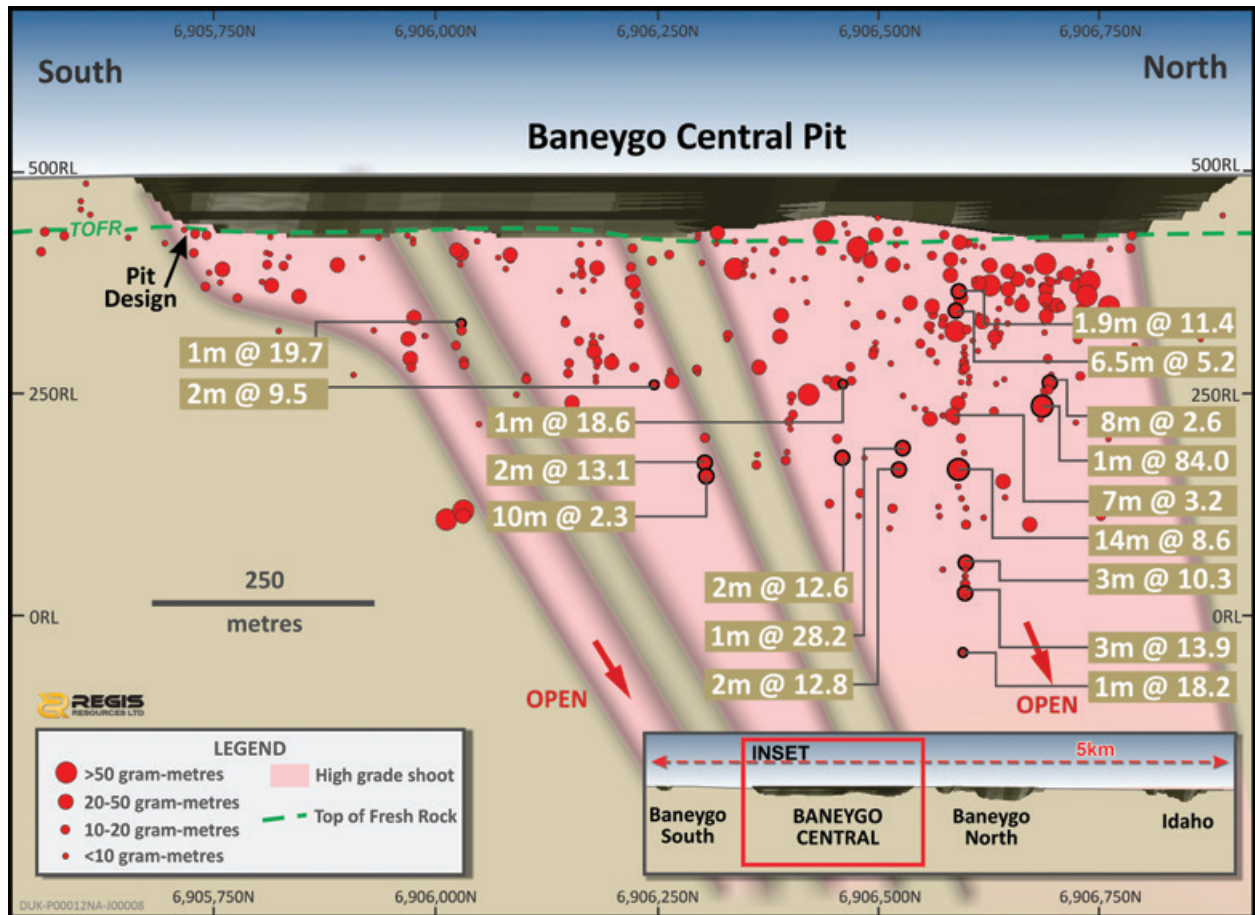 6,905,750N 6,906,000N 6,906,250N 6,906,500N 6,906,750N
South
North
Baneygo Central Pit
500RL
500RL
TOFR
Pit
Design
1m @ 19.7
2m @ 9.5
1m @ 18.6
2m @ 13.1
10m @ 2.3
1.9m @ 11.4
6.5m @ 5.2
250RL
250RL
8m @ 2.6
1m @ 84.0
7m @ 3.2
14m @ 8.6
2m @ 12.6
1m @ 28.2
2m @ 12.8
3m @ 10.3
3m @ 13.9
1m @ 18.2
250
metres
0RL
0RL
OPEN
OPEN
REGIS
RESOURCES LTD
LEGEND
>50 gram-metres
20-50 gram-metres
10-20 gram-metres
<10 gram-metres
High grade shoot
Top of Fresh Rock
INSET
5km
Baneygo
South
BANEYGO
CENTRAL
Baneygo
North
Idaho
DUK-P00012NA-J00008
6,905,750N 6,906,000N 6,906,250N 6,906,500N 6,906,750N